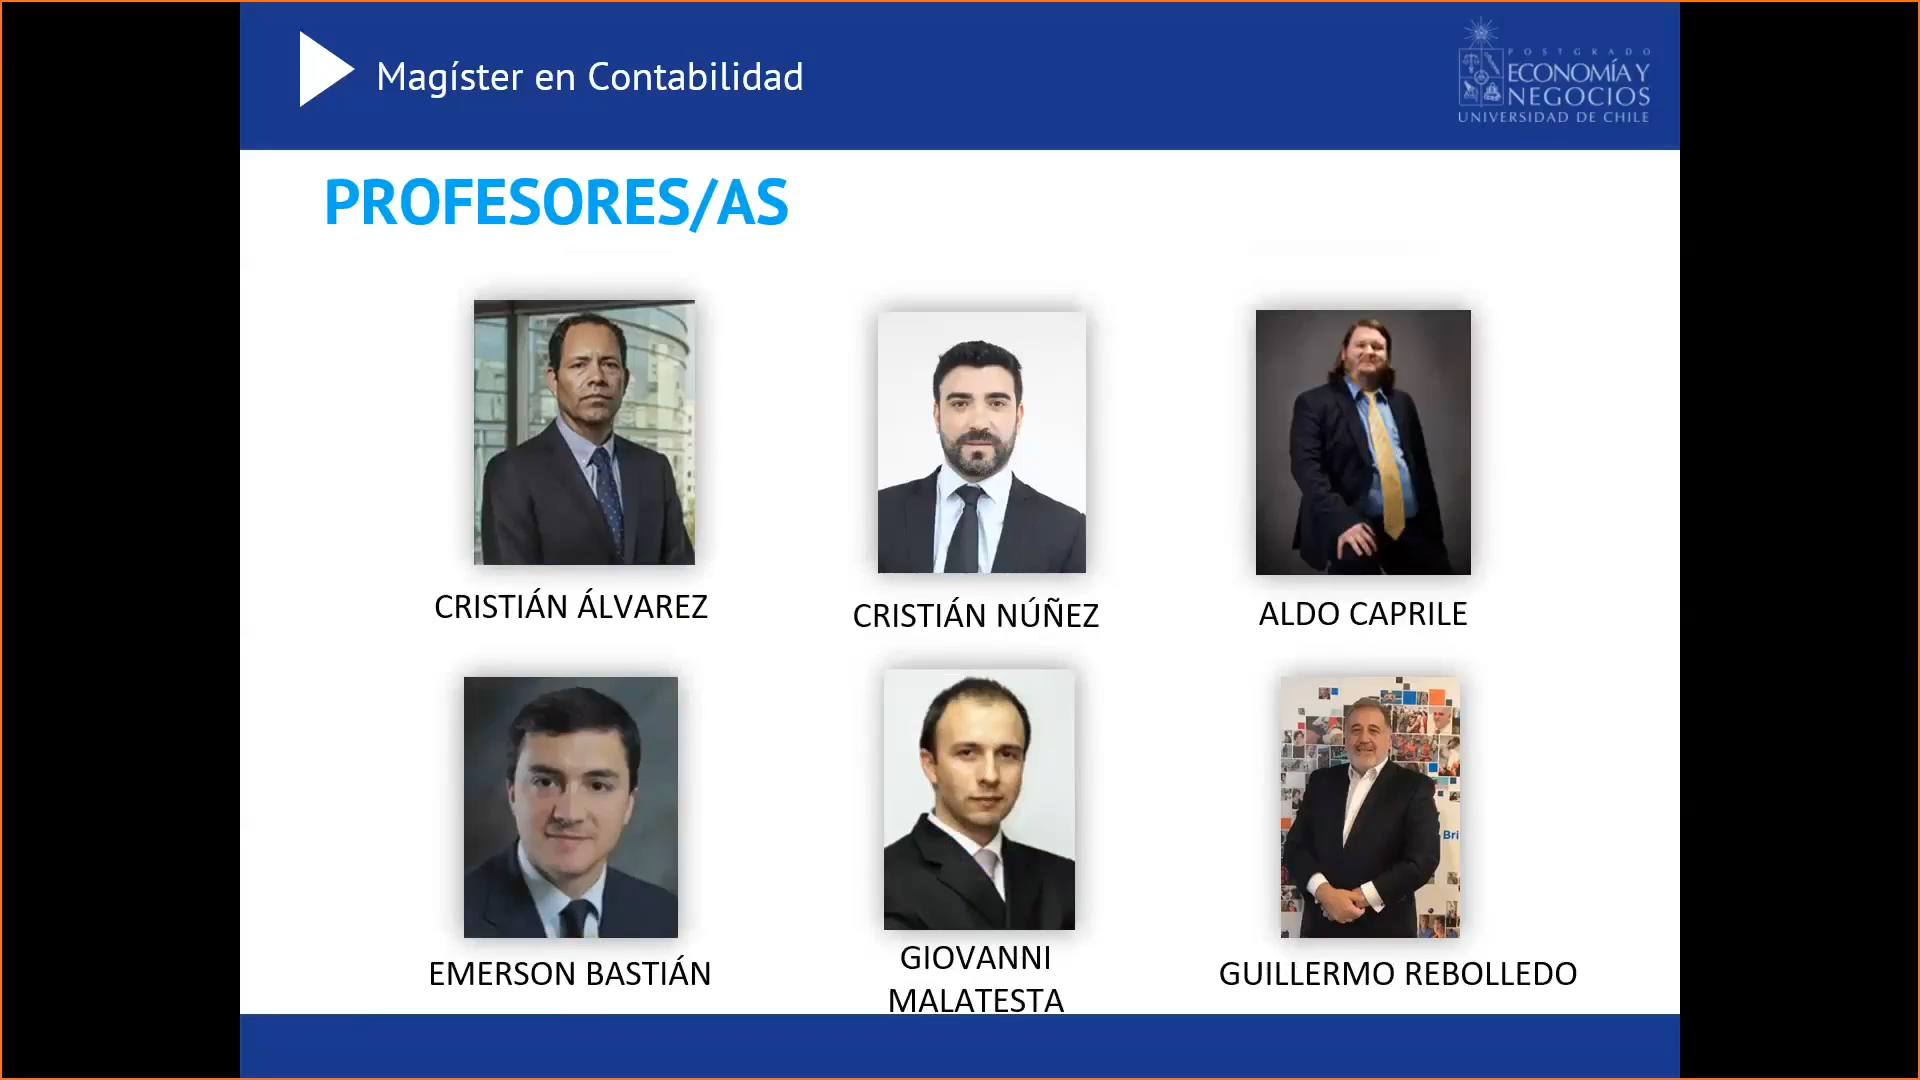 Magíster en Contabilidad
POSTGRADO
ECONOMÍA Y
NEGOCIOS
UNIVERSIDAD DE CHILE
PROFESORES/AS
CRISTIÁN ÁLVAREZ
CRISTIÁN NÚÑEZ
ALDO CAPRILE
Bri
EMERSON BASTIÁN
GIOVANNI
MALATESTA
GUILLERMO REBOLLEDO